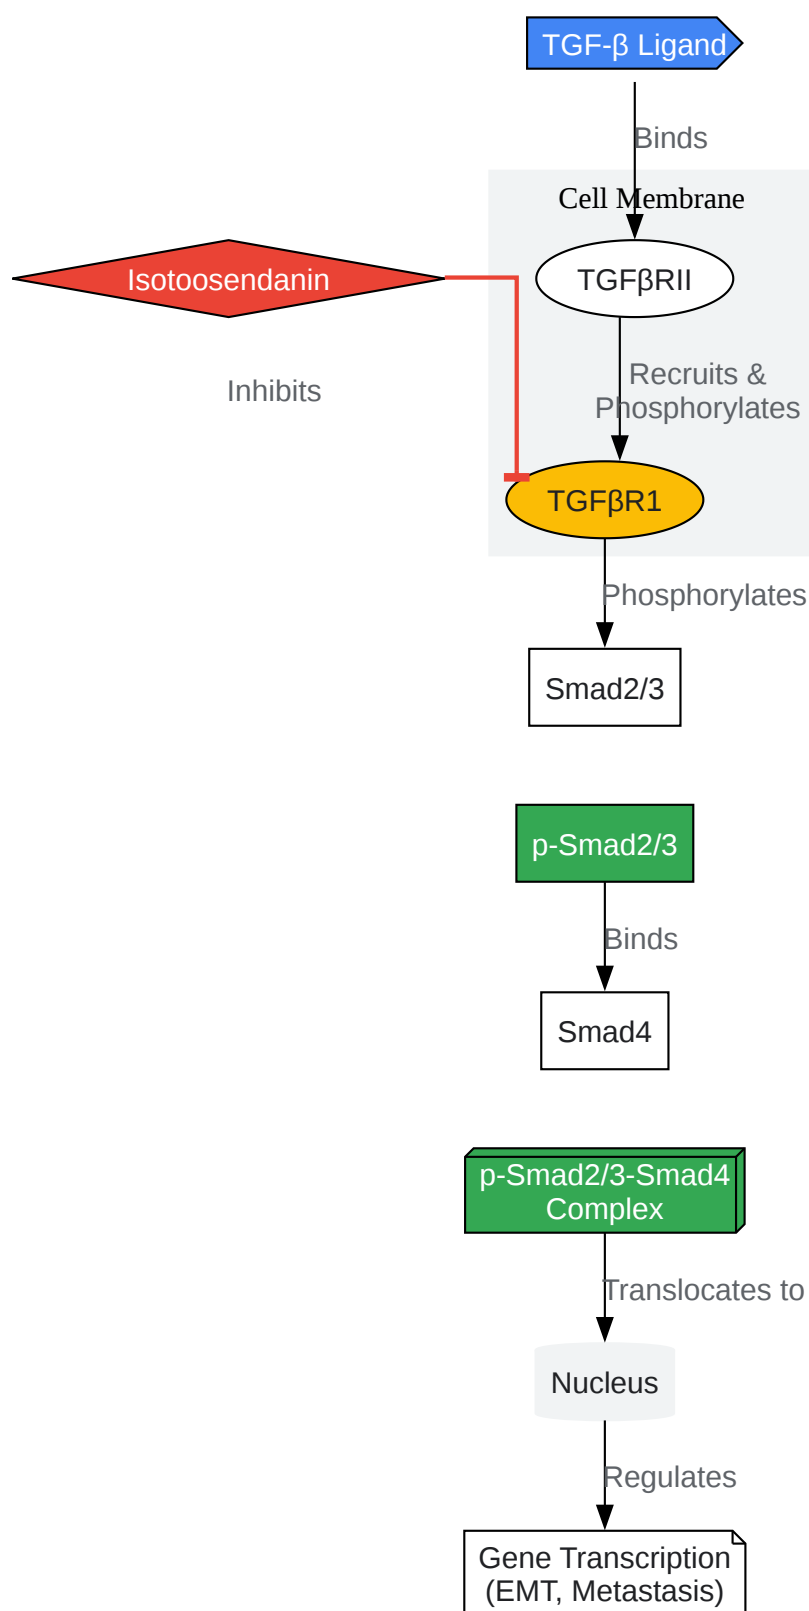 TGF-β Ligand
Binds
Cell Membrane
Isotoosendanin
TGFβRII
Inhibits
Recruits &
Phosphorylates
TGFβR1
Phosphorylates
Smad2/3
p-Smad2/3
Binds
Smad4
p-Smad2/3-Smad4
Complex
Translocates to
Nucleus
Regulates
Gene Transcription
(EMT, Metastasis)